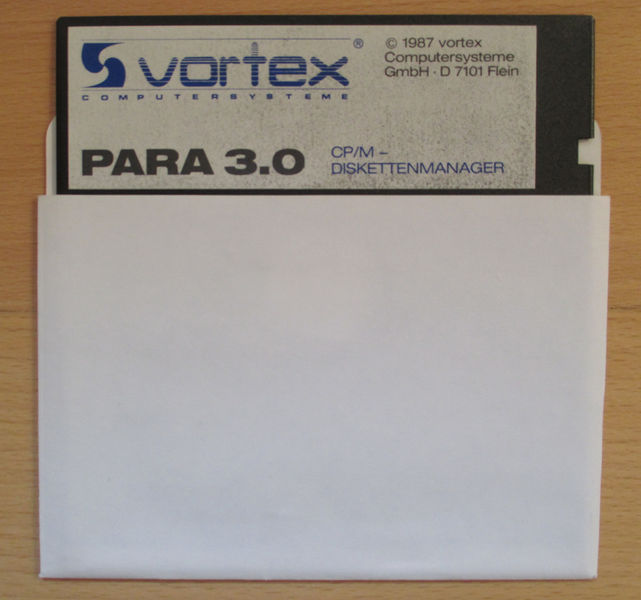 vortex®
COMPUTERSYSTEME
© 1987 vortex
Computersysteme
GmbH · D 7101 Flein
PARA 3.0
CP/M –
DISKETTENMANAGER